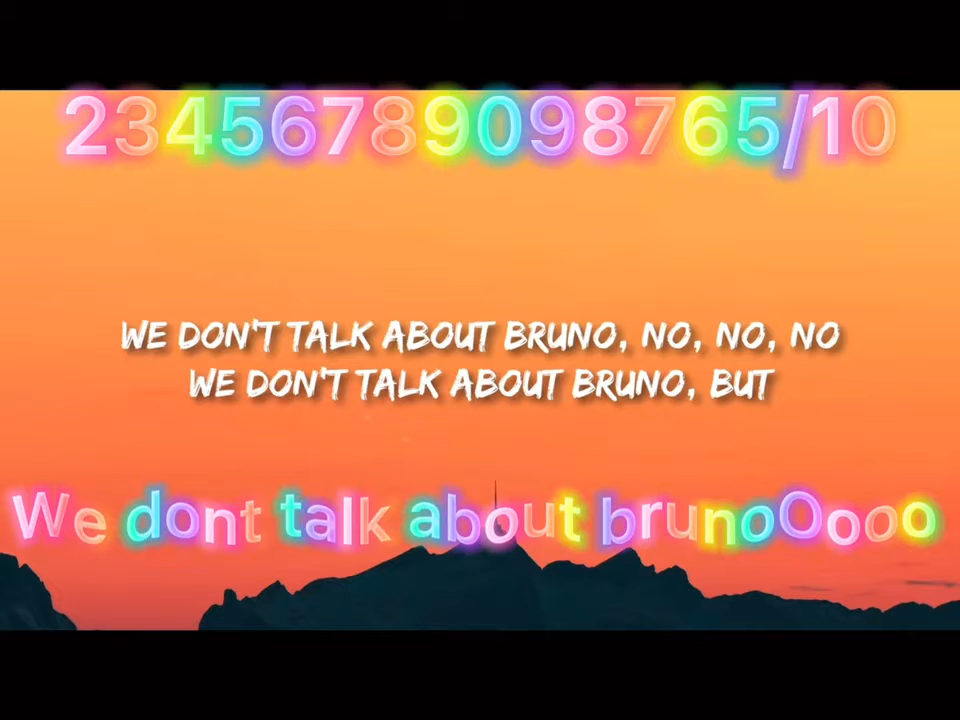 23456789098765/10
WE DON'T TALK ABOUT BRUNO, NO, NO, NO
WE DON'T TALK ABOUT BRUNO, BUT
We dont talk about brunoOooo